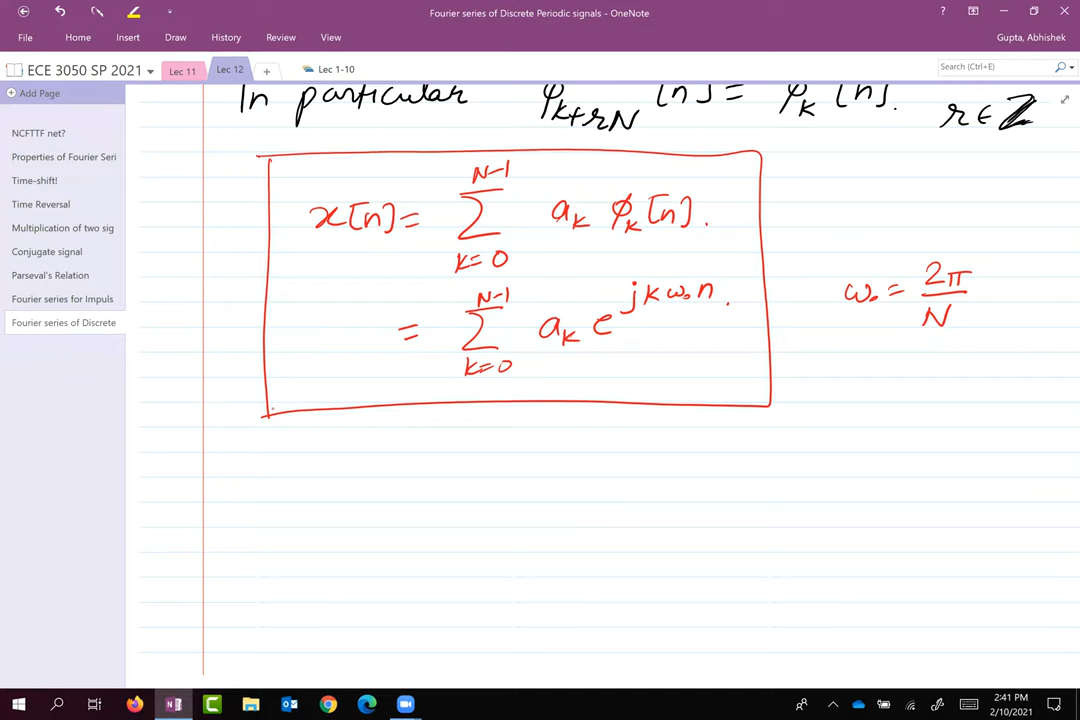 Fourier series of Discrete Periodic signals - OneNote
?
File
Home
Insert
Draw
History
Review
View
Gupta, Abhishek
ECE 3050 SP 2021
Lec 11
Lec 12
+
Lec 1-10
Search (Ctrl+E)
Add Page
NCFTTF net?
Properties of Fourier Seri
Time-shift!
Time Reversal
Multiplication of two sig
Conjugate signal
Parseval's Relation
Fourier series for Impuls
Fourier series of Discrete
In particular φ_{k+rN} [n] = φ_k [n]. r ∈ ℤ
x[n] = ∑_{k=0}^{N-1} a_k φ_k[n].
= ∑_{k=0}^{N-1} a_k e^{jkω₀n}.
ω₀ = 2π/N
2:41 PM
2/10/2021